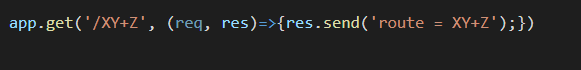 app.get('/XY+Z', (req, res)=>{res.send('route = XY+Z');})